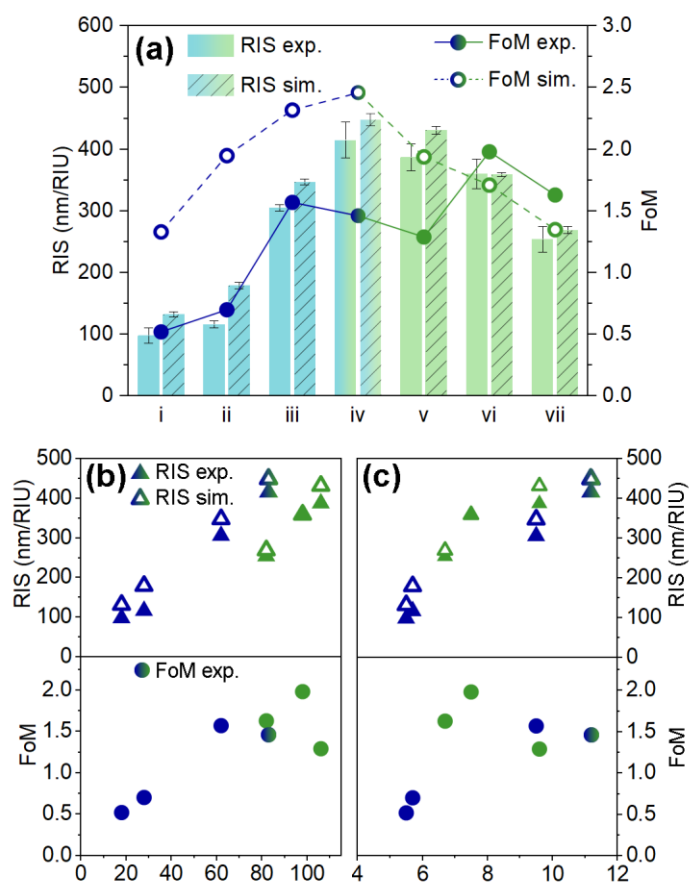 (a)
RIS exp.
RIS sim.
FoM exp.
FoM sim.
RIS (nm/RIU)
600
500
400
300
200
100
0
FoM
3.0
2.5
2.0
1.5
1.0
0.5
0.0
i ii iii iv v vi vii
(b)
RIS exp.
RIS sim.
RIS (nm/RIU)
500
400
300
200
100
0
(c)
RIS (nm/RIU)
500
400
300
200
100
0
FoM exp.
FoM
2.0
1.5
1.0
0.5
0.0
FoM
2.0
1.5
1.0
0.5
0.0
0 20 40 60 80 100
4 6 8 10 12